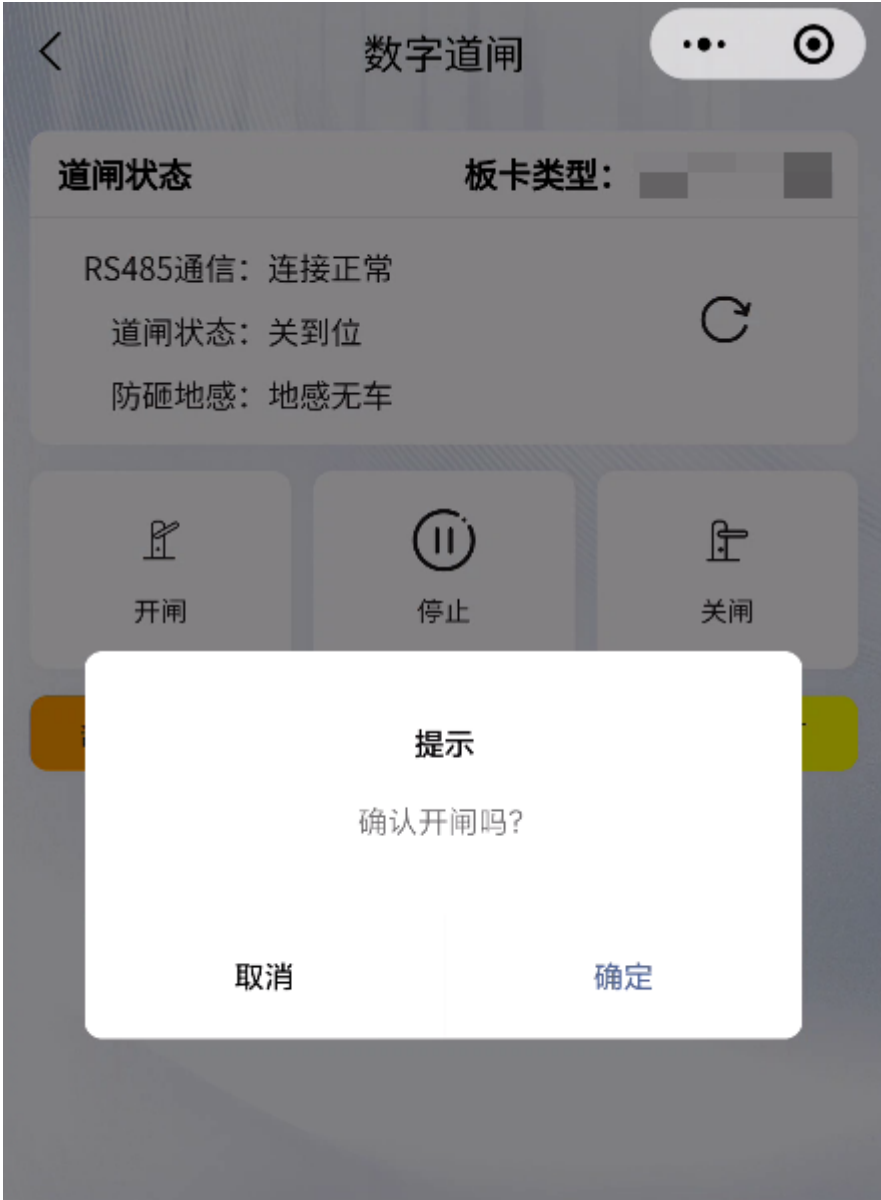 数字道闸
道闸状态 板卡类型：
RS485通信：连接正常
道闸状态：关到位
防砸地感：地感无车
开闸 停止 关闸
提示
确认开闸吗？
取消 确定